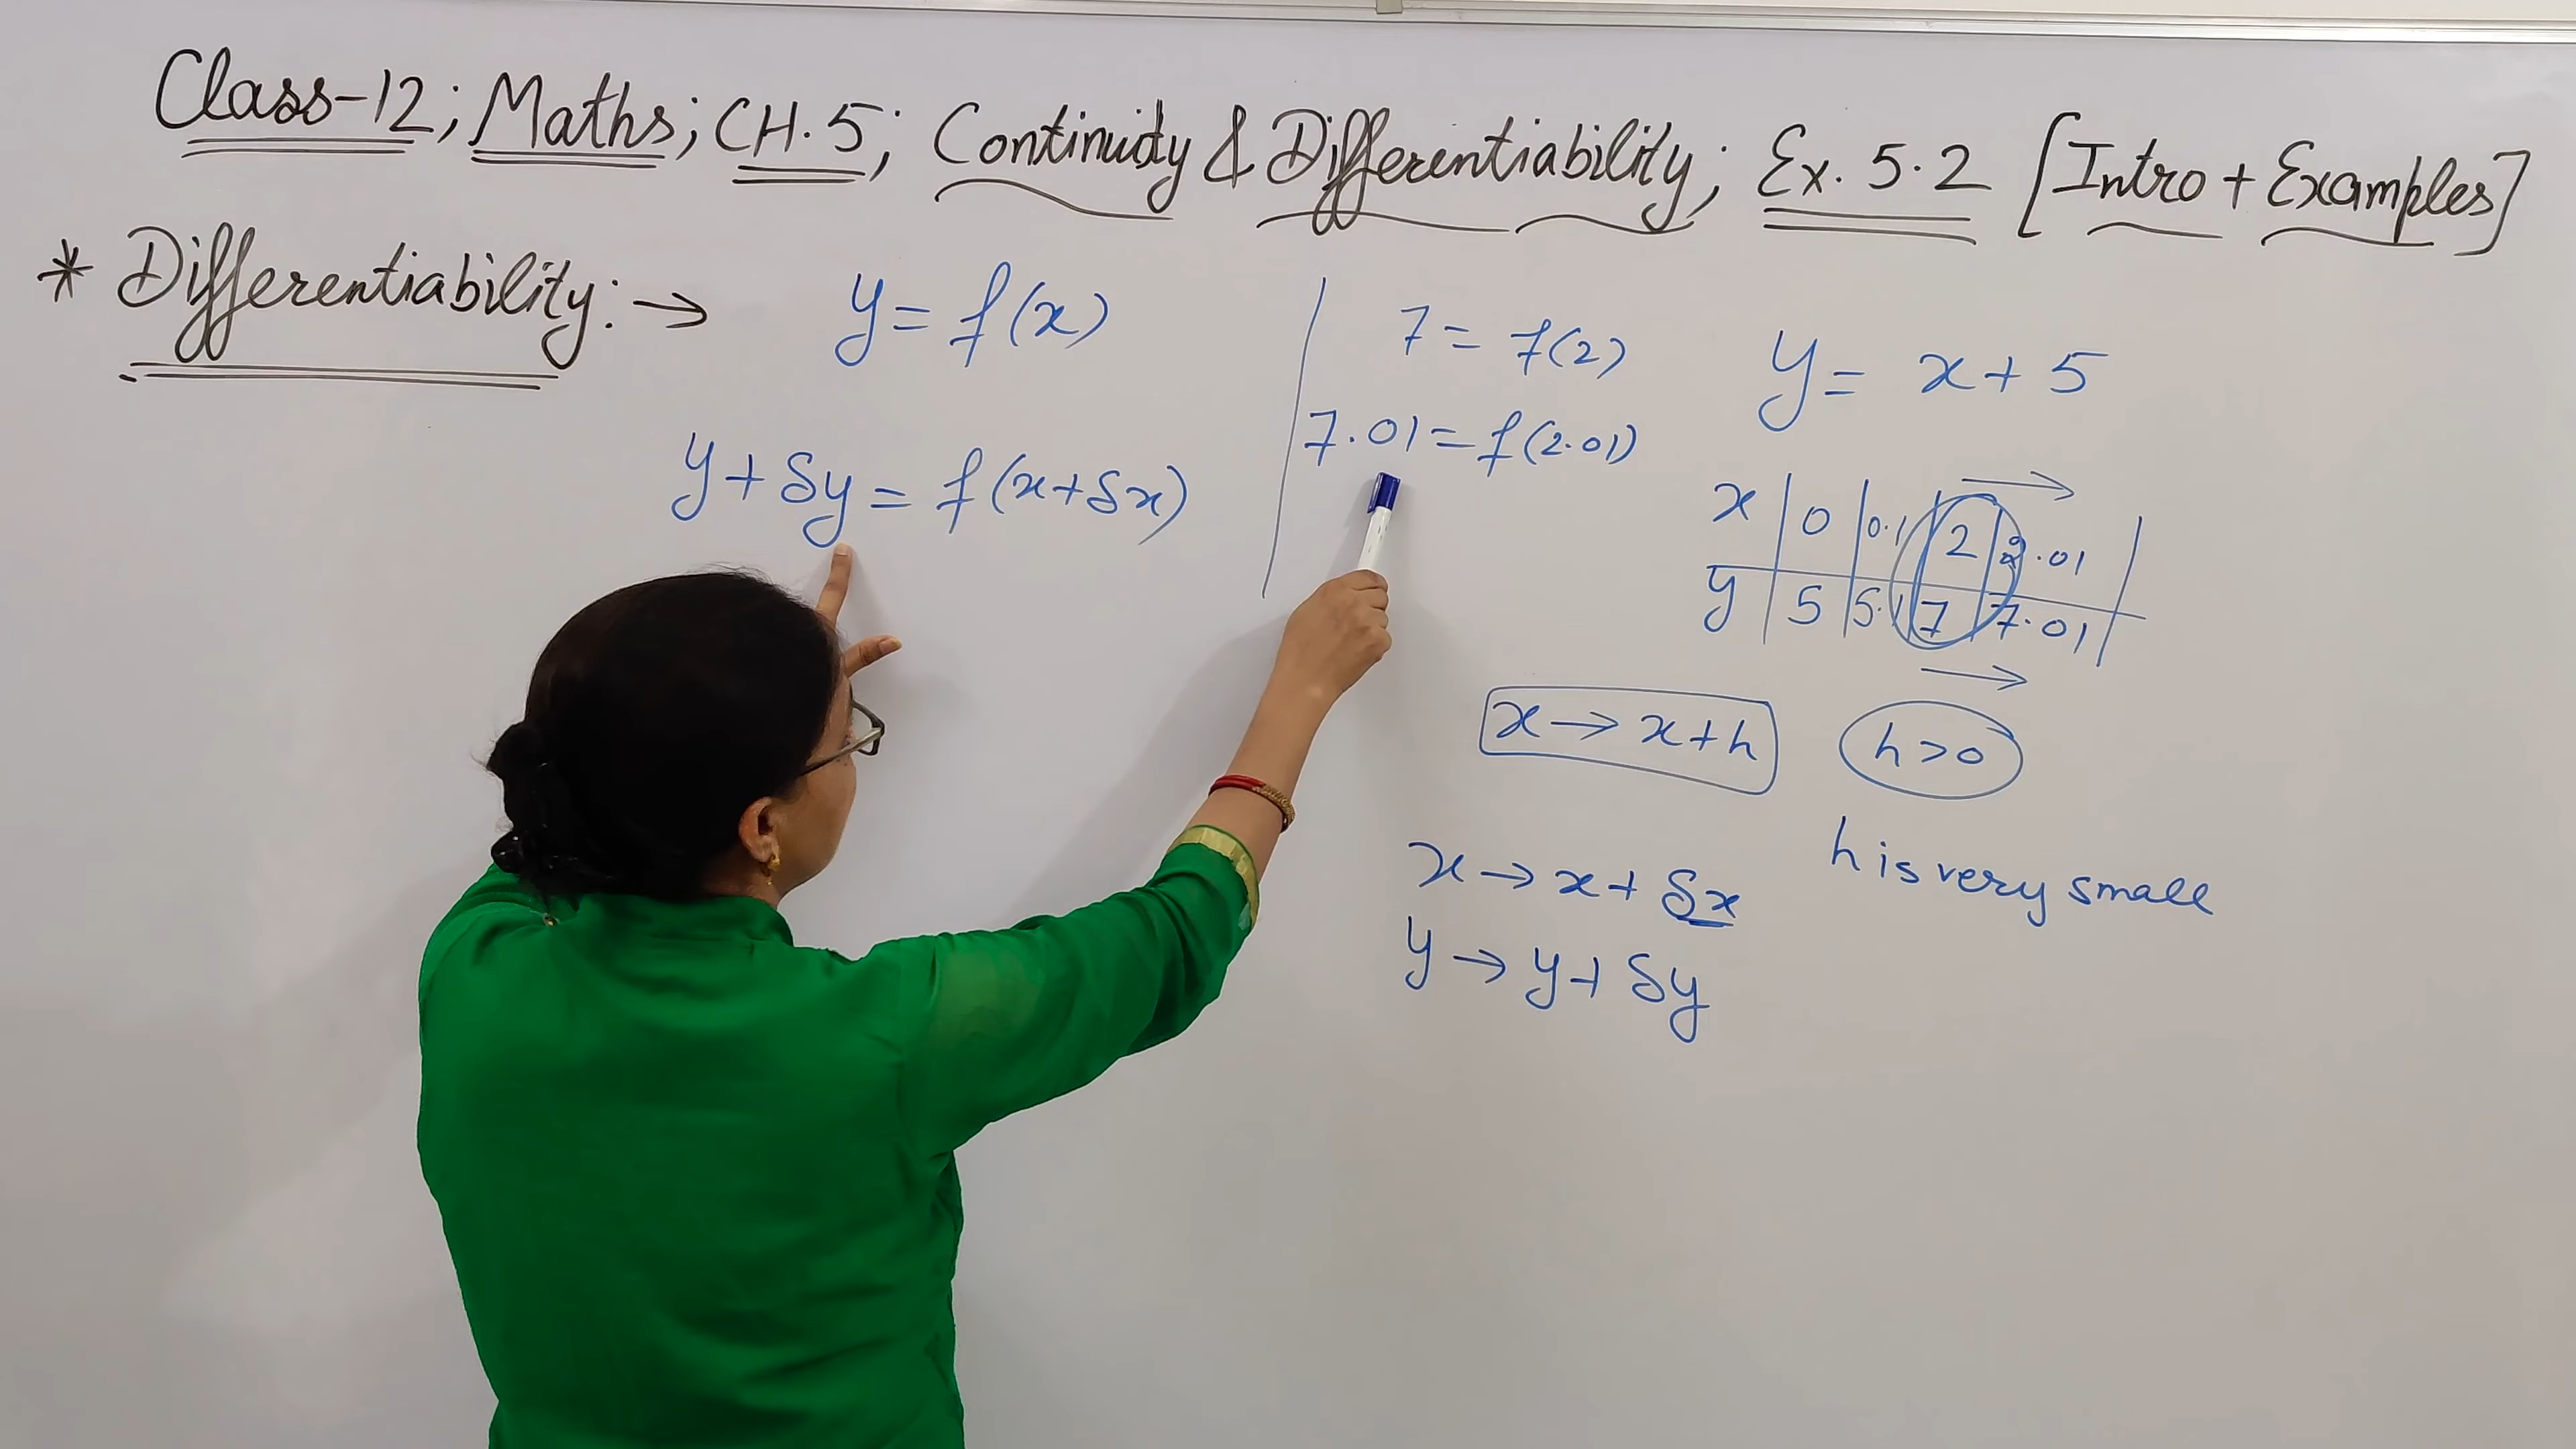 Class-12; Maths; CH. 5; Continuity & Differentiability; Ex. 5.2 [Intro + Examples]
* Differentiability: → y = f(x)
y + δy = f(x + δx)
7 = f(2)
7.01 = f(2.01)
y = x + 5
x | 0 | 0.1 | 2 | 2.01 |
y | 5 | 5.1 | 7 | 7.01 |
x → x + h
h > 0
h is very small
x → x + δx
y → y + δy